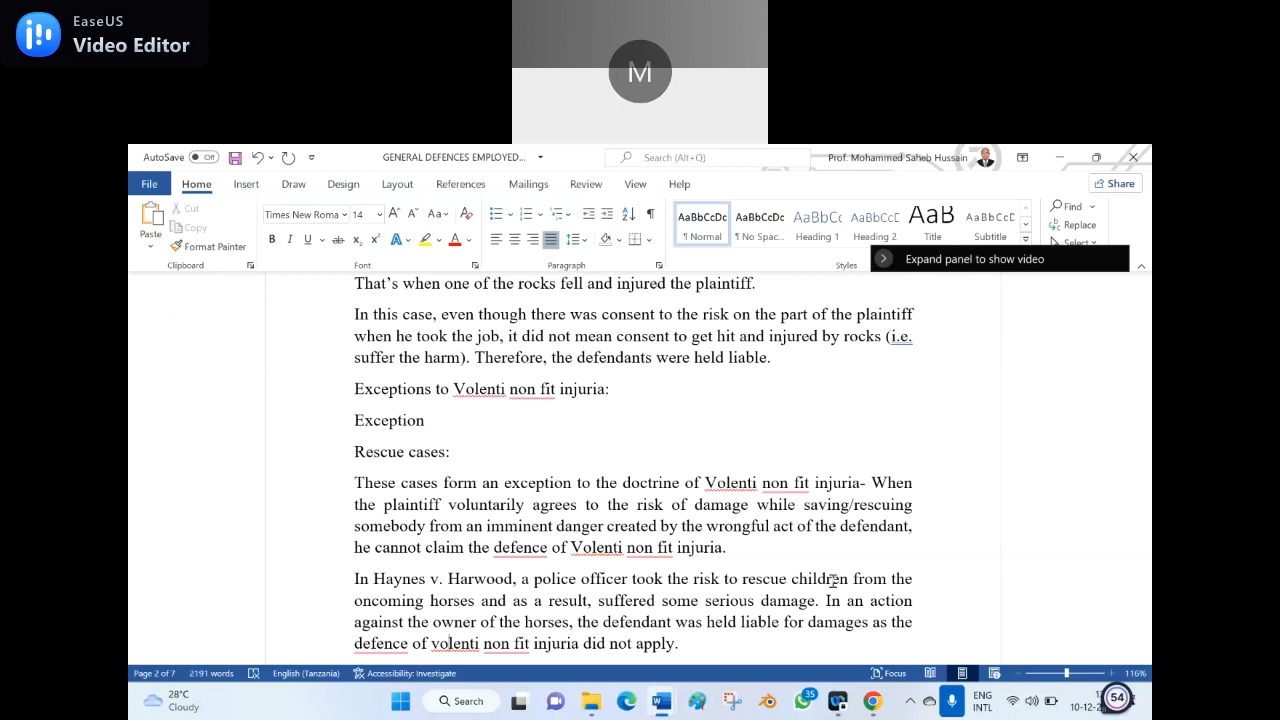 EaseUS
Video Editor
M
AutoSave Off
GENERAL DEFENCES EMPLOYED...
Search (Alt+Q)
Prof. Mohammed Saheb Hussain
File Home Insert Draw Design Layout References Mailings Review View Help
Share
Paste
Cut
Copy
Format Painter
Clipboard
Times New Roma 14
Font
Paragraph
AaBbCcDc AaBbCcDc AaBbCc AaBbCcD AaB AaBbCcD
¶ Normal ¶ No Spac... Heading 1 Heading 2 Title Subtitle
Styles
Find
Replace
Select
Expand panel to show video
That's when one of the rocks fell and injured the plaintiff.
In this case, even though there was consent to the risk on the part of the plaintiff
when he took the job, it did not mean consent to get hit and injured by rocks (i.e.
suffer the harm). Therefore, the defendants were held liable.
Exceptions to Volenti non fit injuria:
Exception
Rescue cases:
These cases form an exception to the doctrine of Volenti non fit injuria- When
the plaintiff voluntarily agrees to the risk of damage while saving/rescuing
somebody from an imminent danger created by the wrongful act of the defendant,
he cannot claim the defence of Volenti non fit injuria.
In Haynes v. Harwood, a police officer took the risk to rescue children from the
oncoming horses and as a result, suffered some serious damage. In an action
against the owner of the horses, the defendant was held liable for damages as the
defence of volenti non fit injuria did not apply.
Page 2 of 7 2191 words English (Tanzania) Accessibility: Investigate
Focus
116%
28°C
Cloudy
Search
35
ENG
INTL
54